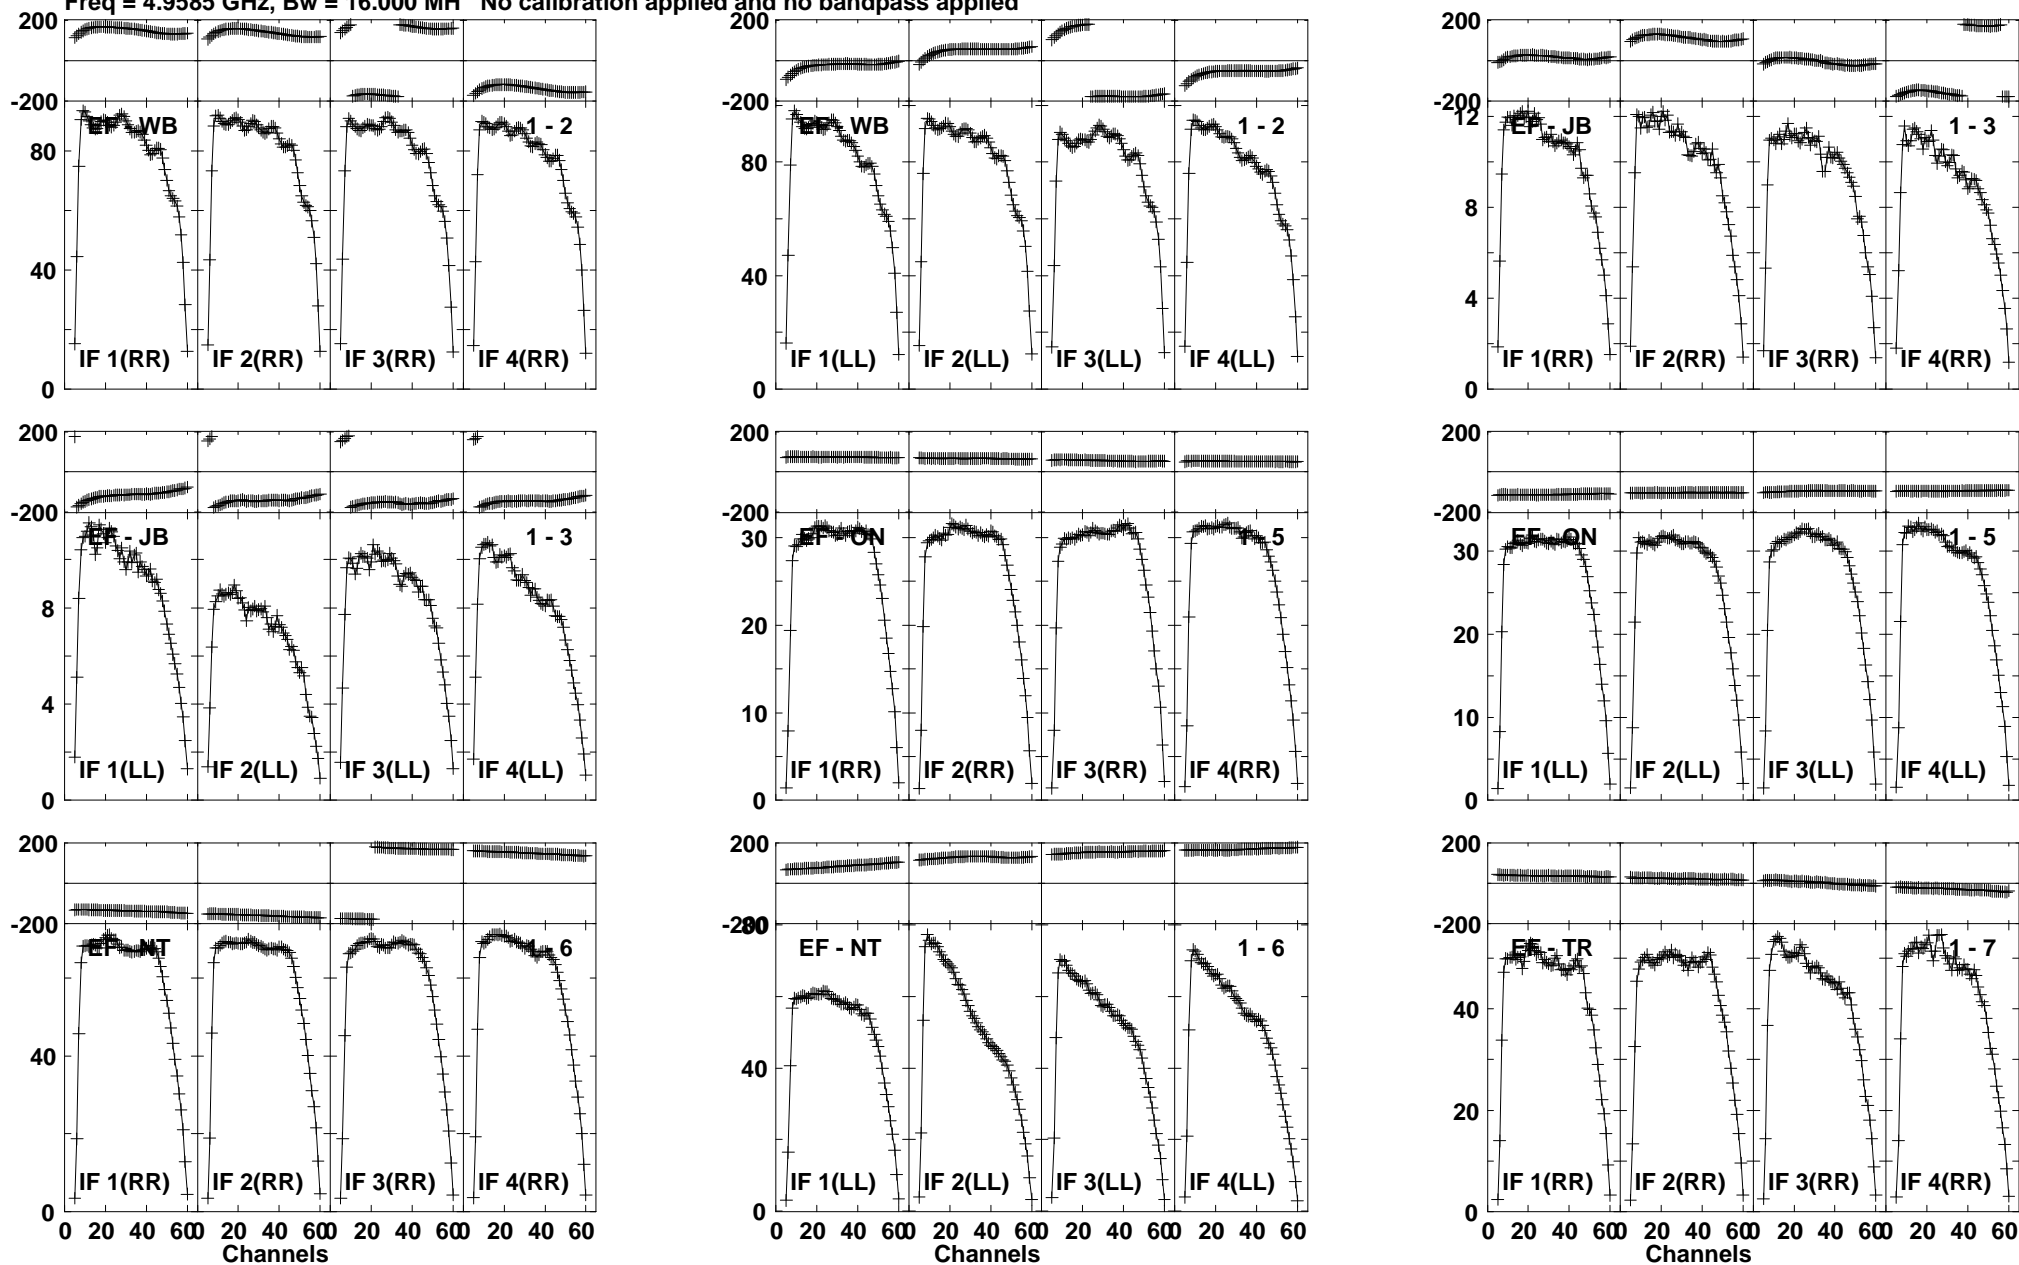 Freq = 4.9585 GHz, Bw = 16.000 MH No calibration applied and no bandpass applied
200 200 200
-200 -200 -200
EF - WB 1 - 2 EF - WB 1 - 2 12 EF - JB 1 - 3
80 80 8
40 40 4
IF 1(RR) IF 2(RR) IF 3(RR) IF 4(RR) IF 1(LL) IF 2(LL) IF 3(LL) IF 4(LL) IF 1(RR) IF 2(RR) IF 3(RR) IF 4(RR)
0 0 0
200 200 200
-200 -200 -200
EF - JB 1 - 3 30 EF - ON 1 - 5 30 EF - ON 1 - 5
8 20 20
4 10 10
IF 1(LL) IF 2(LL) IF 3(LL) IF 4(LL) IF 1(RR) IF 2(RR) IF 3(RR) IF 4(RR) IF 1(LL) IF 2(LL) IF 3(LL) IF 4(LL)
0 0 0
200 200 200
-200 -200 80 -200
EF - NT 1 - 6 EF - NT 1 - 6 EF - TR 1 - 7
40 40 40
20
IF 1(RR) IF 2(RR) IF 3(RR) IF 4(RR) IF 1(LL) IF 2(LL) IF 3(LL) IF 4(LL) IF 1(RR) IF 2(RR) IF 3(RR) IF 4(RR)
0 0 0
0 20 40 60 0 20 40 60 0 20 40 60 0 20 40 60 0 20 40 60 0 20 40 60 0 20 40 60 0 20 40 60 0 20 40 60 0 20 40 60 0 20 40 60 0 20 40 60
Channels Channels Channels